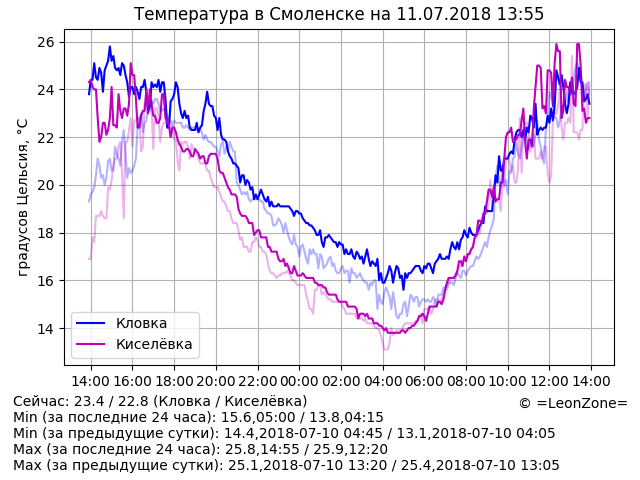 Температура в Смоленске на 11.07.2018 13:55
градусов Цельсия, °C
26
24
22
20
18
16
14
Кловка
Киселёвка
14:00 16:00 18:00 20:00 22:00 00:00 02:00 04:00 06:00 08:00 10:00 12:00 14:00
Сейчас: 23.4 / 22.8 (Кловка / Киселёвка)
© =LeonZone=
Min (за последние 24 часа): 15.6,05:00 / 13.8,04:15
Min (за предыдущие сутки): 14.4,2018-07-10 04:45 / 13.1,2018-07-10 04:05
Max (за последние 24 часа): 25.8,14:55 / 25.9,12:20
Max (за предыдущие сутки): 25.1,2018-07-10 13:20 / 25.4,2018-07-10 13:05